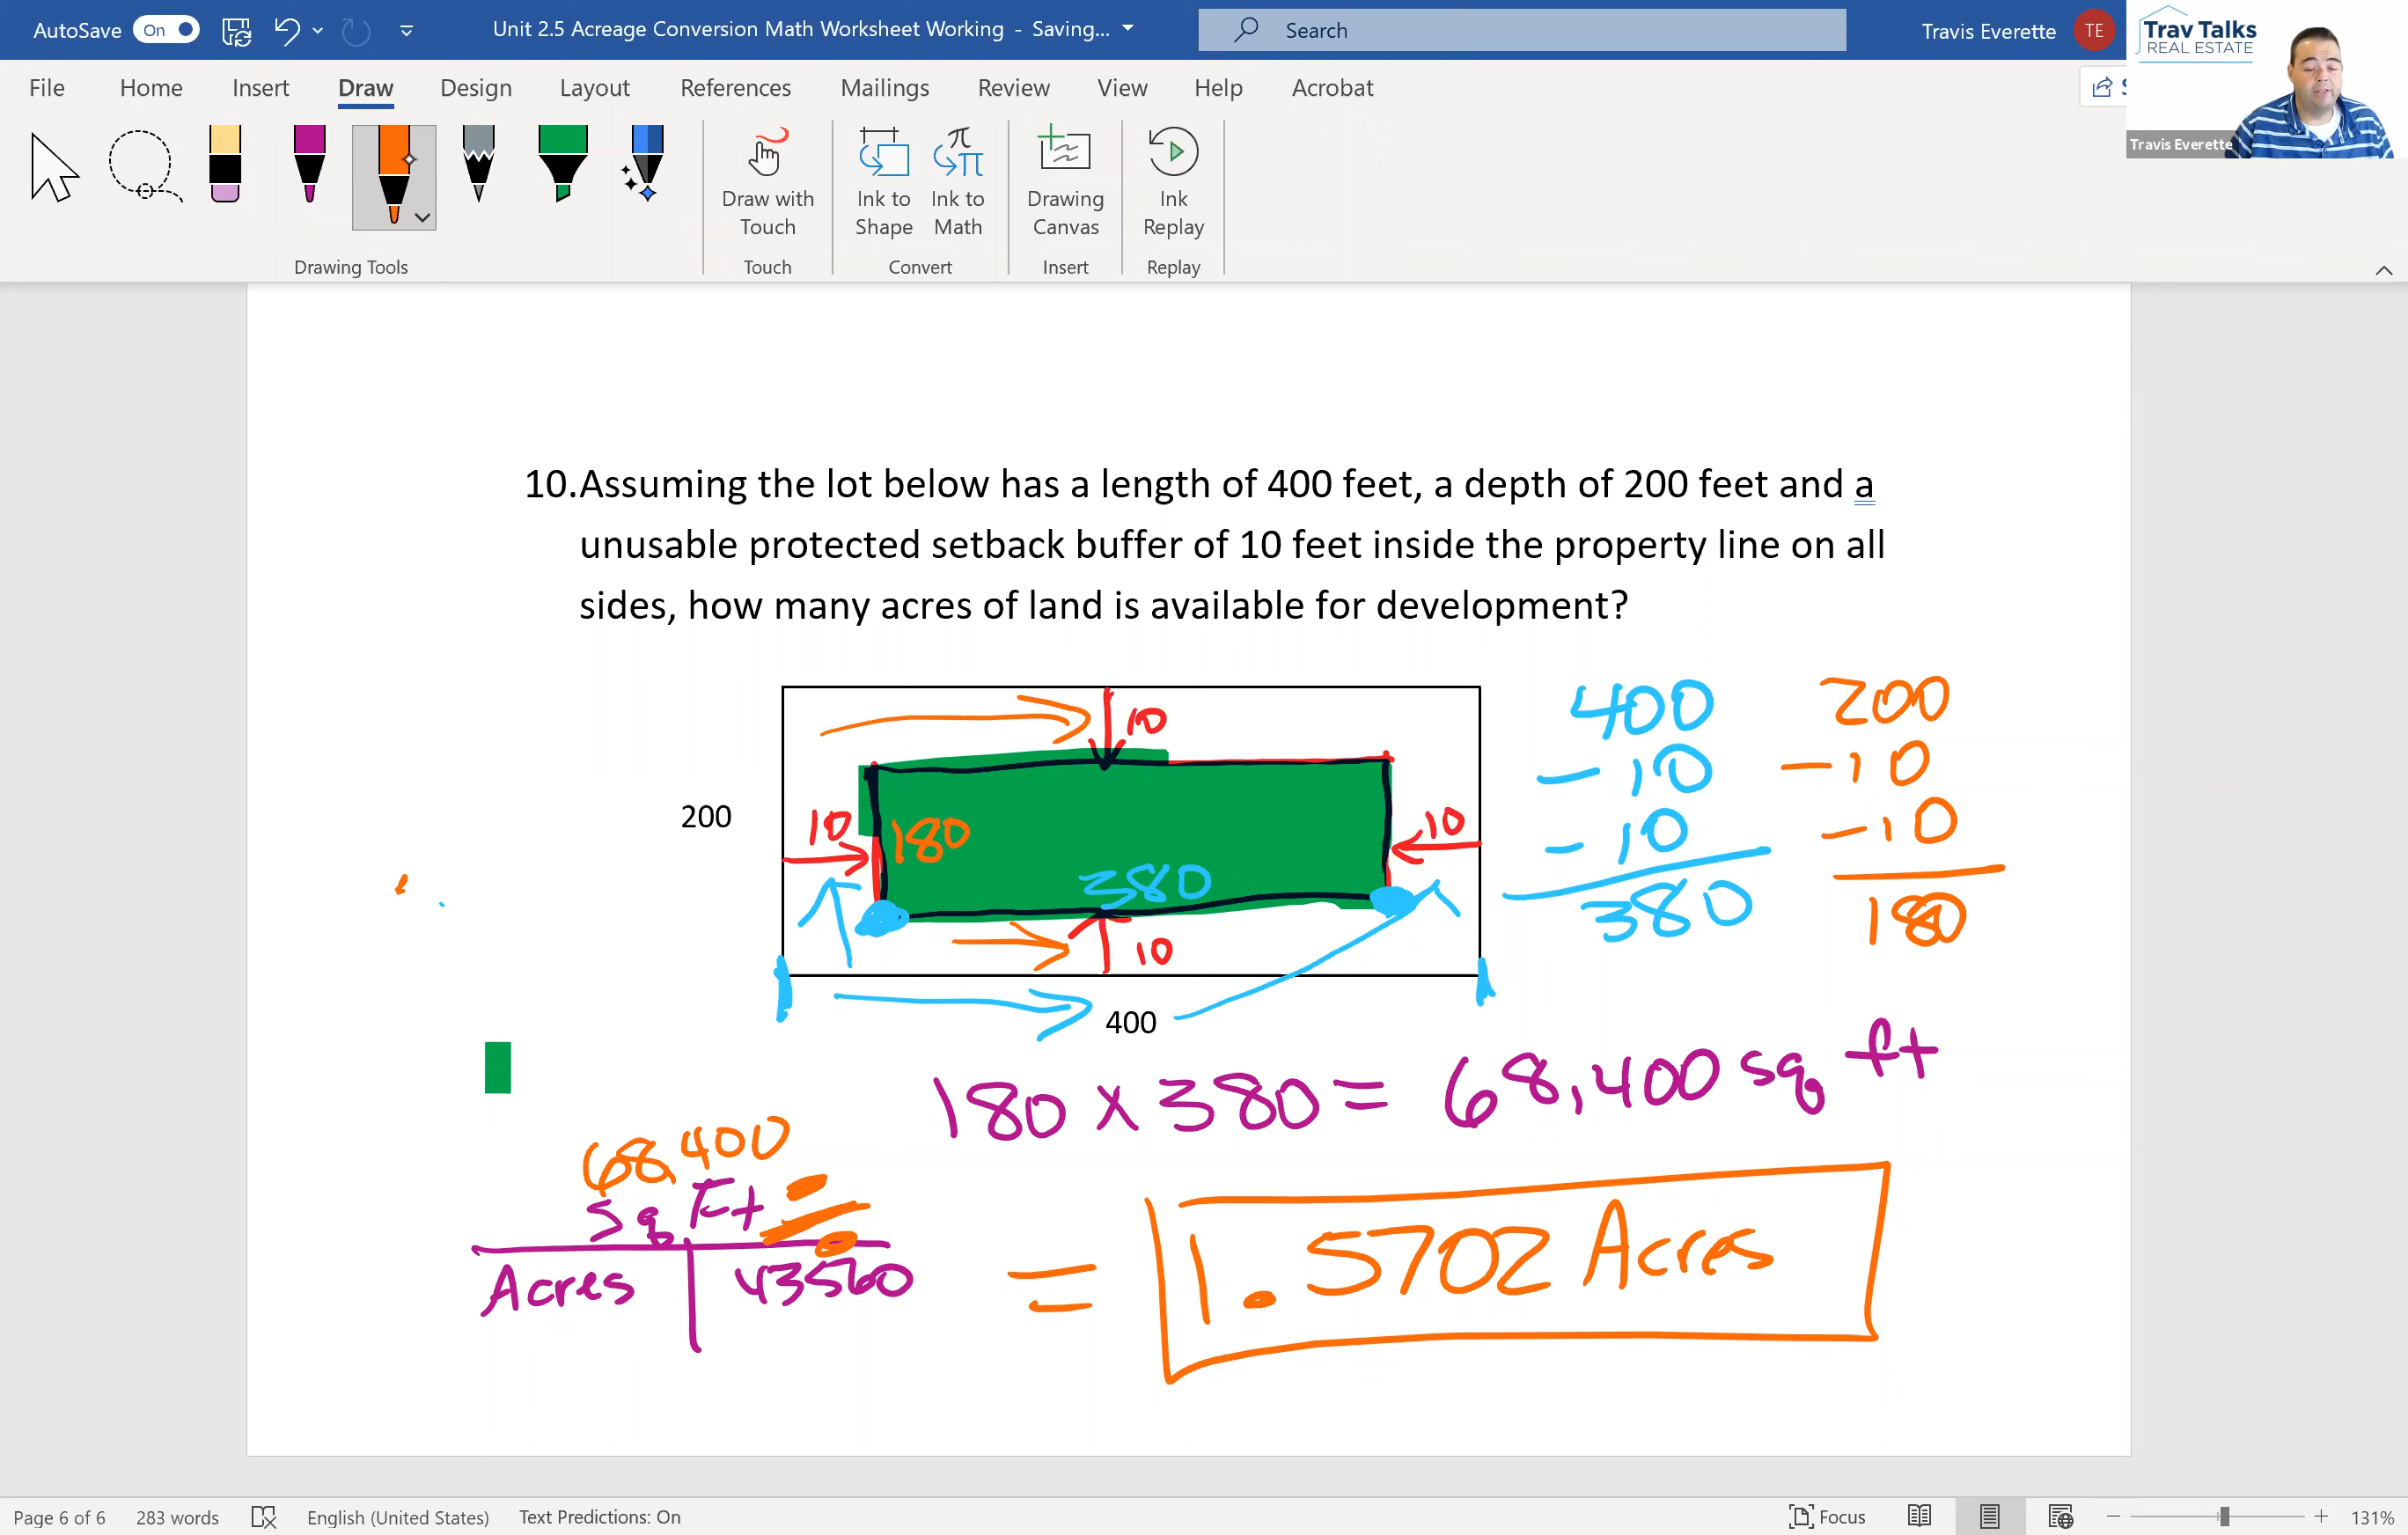 AutoSave On Unit 2.5 Acreage Conversion Math Worksheet Working - Saving... Search Travis Everette TE
Trav Talks
REAL ESTATE
Travis Everette
File Home Insert Draw Design Layout References Mailings Review View Help Acrobat
Draw with Touch
Ink to Shape
Ink to Math
Drawing Canvas
Ink Replay
Drawing Tools Touch Convert Insert Replay
10.Assuming the lot below has a length of 400 feet, a depth of 200 feet and a
unusable protected setback buffer of 10 feet inside the property line on all
sides, how many acres of land is available for development?
10
200
10
180
10
380
10
400
400
-10
-10
380
200
-10
-10
180
180 x 380 = 68,400 sq ft
68,400
Sq Ft
Acres 43560
= 1.5702 Acres
Page 6 of 6 283 words English (United States) Text Predictions: On Focus 131%